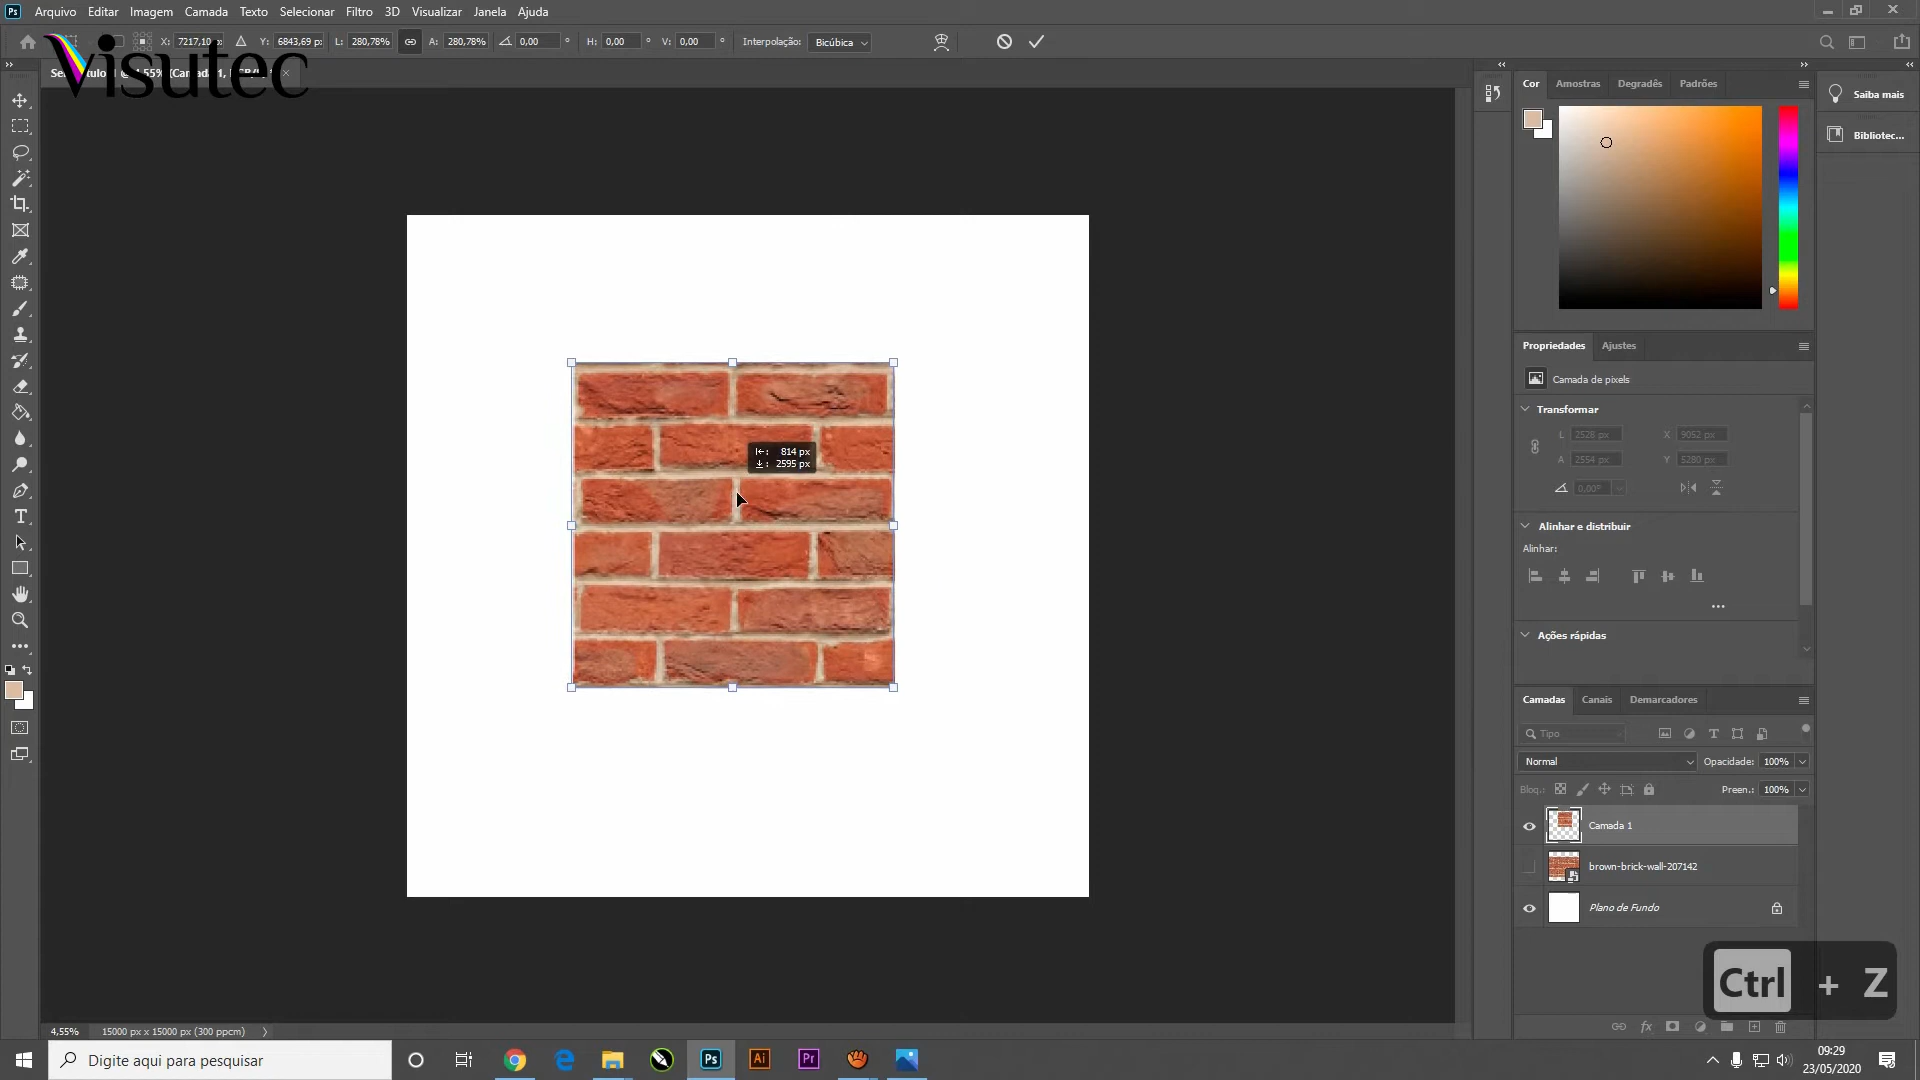 Ps Arquivo Editar Imagem Camada Texto Selecionar Filtro 3D Visualizar Janela Ajuda
X: 7217,10 p Y: 6843,69 px L: 280,78% A: 280,78% 0,00 ° H: 0,00 ° V: 0,00 ° Interpolação: Bicúbica
Visutec
Cor Amostras Degradês Padrões
Saiba mais
Bibliotec...
Propriedades Ajustes
Camada de pixels
Transformar
L 2528 px X 9052 px
A 2554 px Y 5280 px
0,00°
Alinhar e distribuir
Alinhar:
Ações rápidas
814 px
2595 px
Camadas Canais Demarcadores
Tipo
Normal Opacidade: 100%
Bloq.: Preen.: 100%
Camada 1
brown-brick-wall-207142
Plano de Fundo
Ctrl + Z
4,55% 15000 px x 15000 px (300 ppcm)
Digite aqui para pesquisar
Ps Ai Pr
09:29
23/05/2020